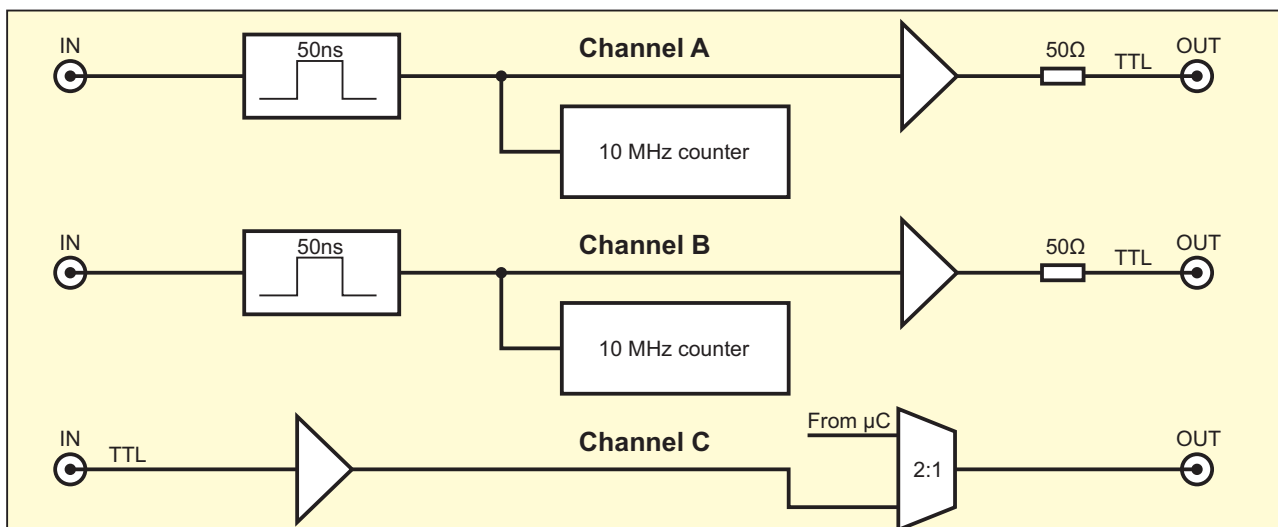 IN
50ns
Channel A
50Ω
TTL
OUT
10 MHz counter
IN
50ns
Channel B
50Ω
TTL
OUT
10 MHz counter
IN
TTL
Channel C
From µC
2:1
OUT